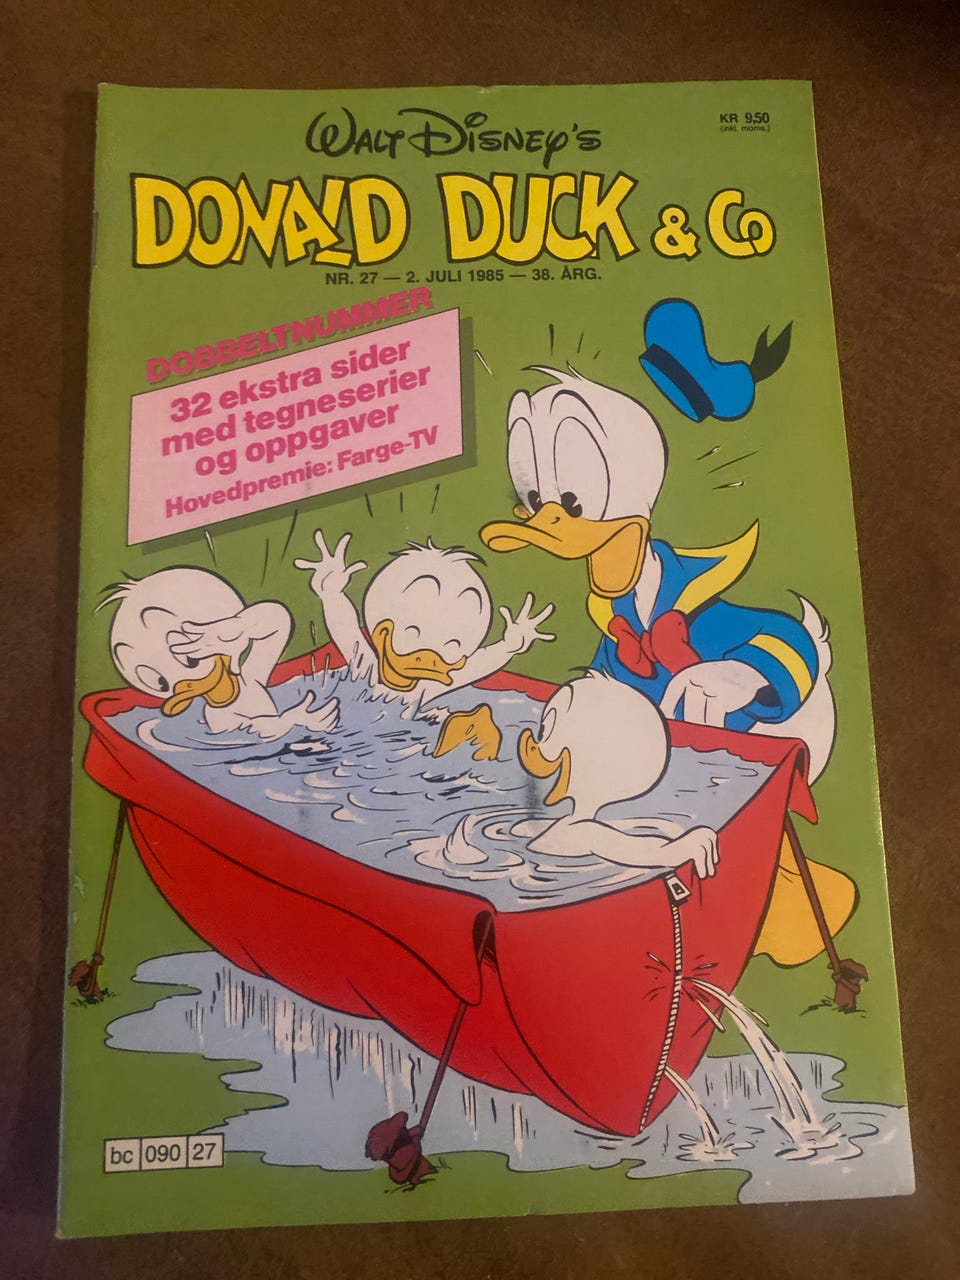 WALT DISNEY'S
KR 9,50
(inkl. moms.)
DONALD DUCK & Co
NR. 27 — 2. JULI 1985 — 38. ÅRG.
DOBBELTNUMMER
32 ekstra sider
med tegneserier
og oppgaver
Hovedpremie: Farge-TV
bc 090 27